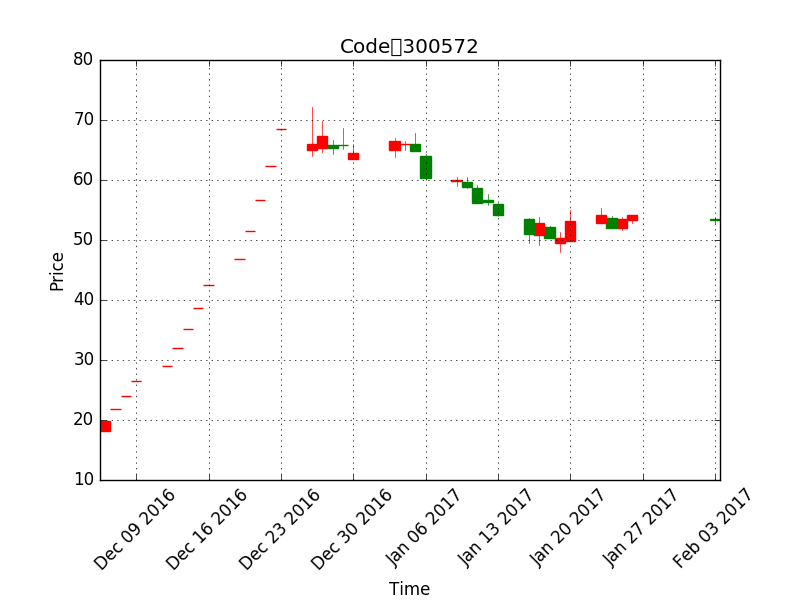 Code▯300572
80
70
60
50
40
30
20
10
Price
Dec 09 2016
Dec 16 2016
Dec 23 2016
Dec 30 2016
Jan 06 2017
Jan 13 2017
Jan 20 2017
Jan 27 2017
Feb 03 2017
Time